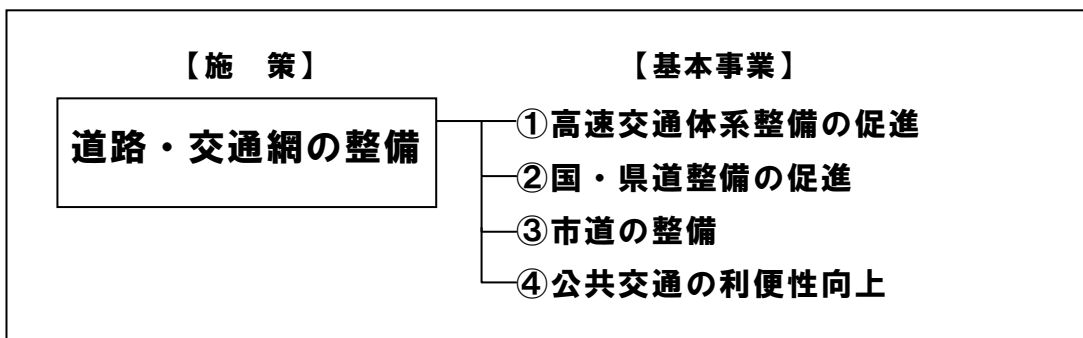 【施　策】 【基本事業】
道路・交通網の整備
①高速交通体系整備の促進
②国・県道整備の促進
③市道の整備
④公共交通の利便性向上